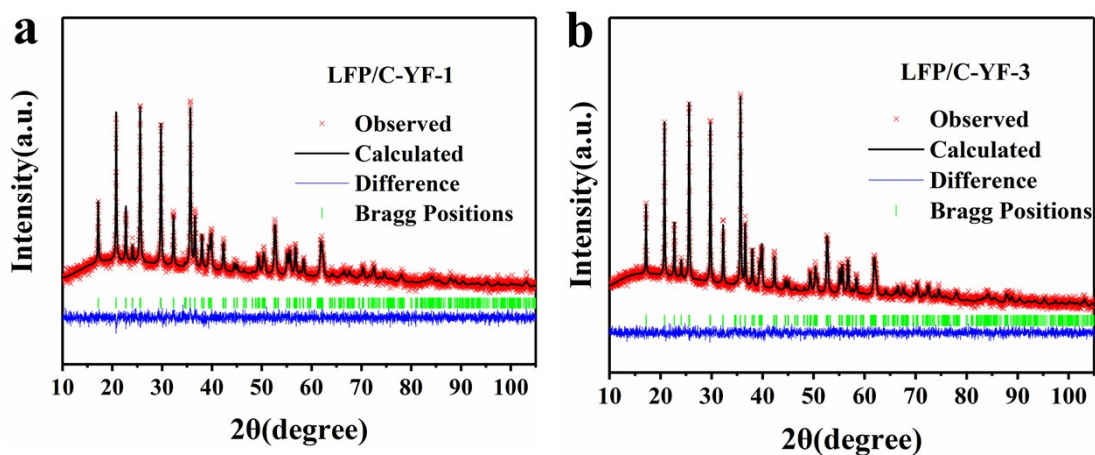 a
LFP/C-YF-1
Observed
Calculated
Difference
Bragg Positions
Intensity(a.u.)
10 20 30 40 50 60 70 80 90 100
2θ(degree)
b
LFP/C-YF-3
Observed
Calculated
Difference
Bragg Positions
Intensity(a.u.)
10 20 30 40 50 60 70 80 90 100
2θ(degree)